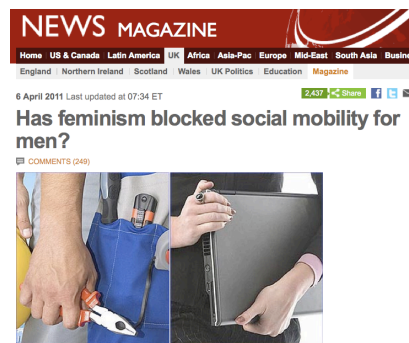 NEWS MAGAZINE
Home US & Canada Latin America UK Africa Asia-Pac Europe Mid-East South Asia
England Northern Ireland Scotland Wales UK Politics Education Magazine
6 April 2011 Last updated at 07:34 ET
2,437 Share
Has feminism blocked social mobility for
men?
COMMENTS (249)